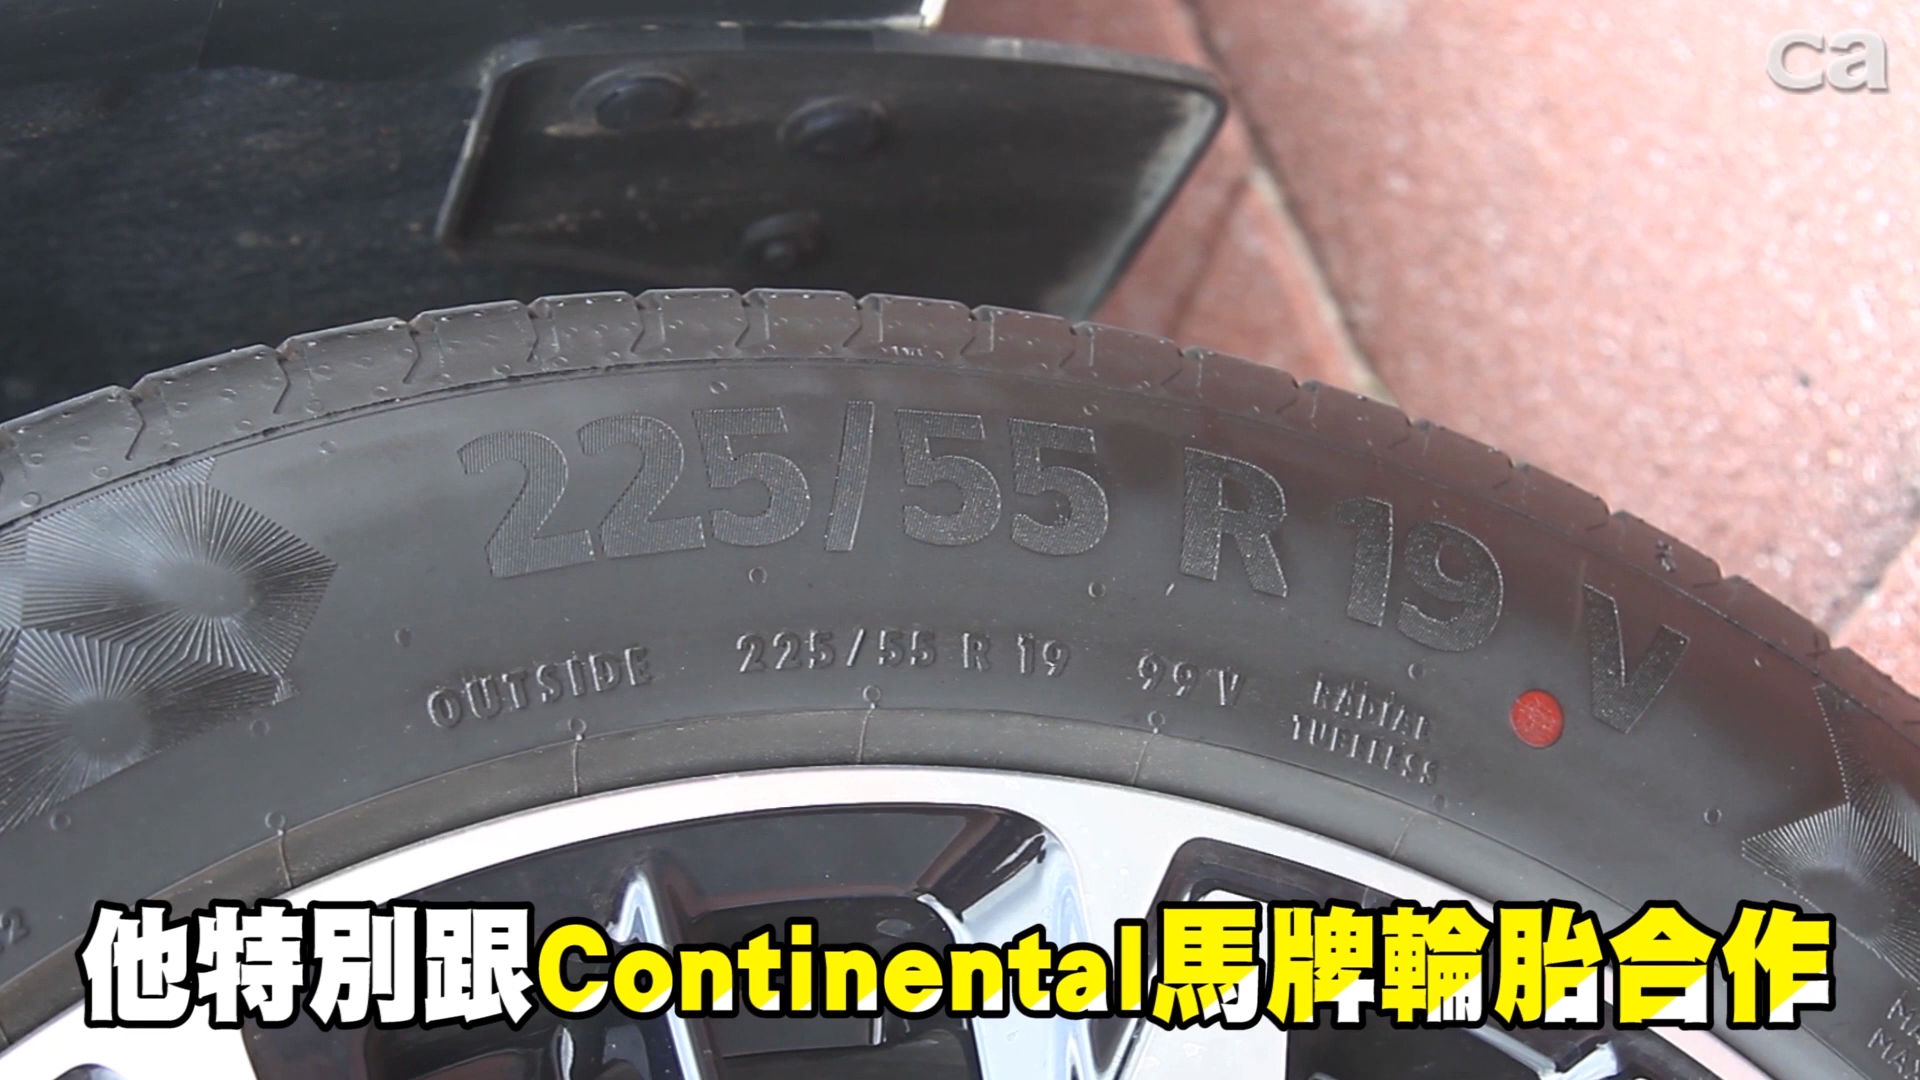 ca
225/55 R 19 V
OUTSIDE 225/55 R 19 99 V RADIAL
TUBELESS
他特別跟Continental馬牌輪胎合作